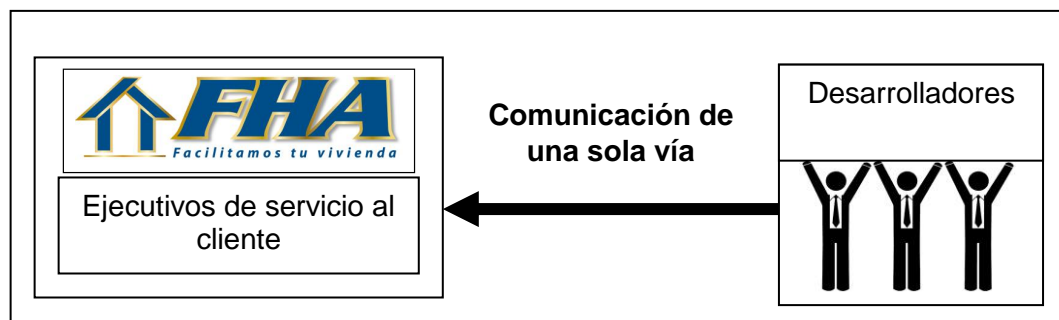 FHA
Facilitamos tu vivienda
Ejecutivos de servicio al
cliente
Comunicación de
una sola vía
Desarrolladores